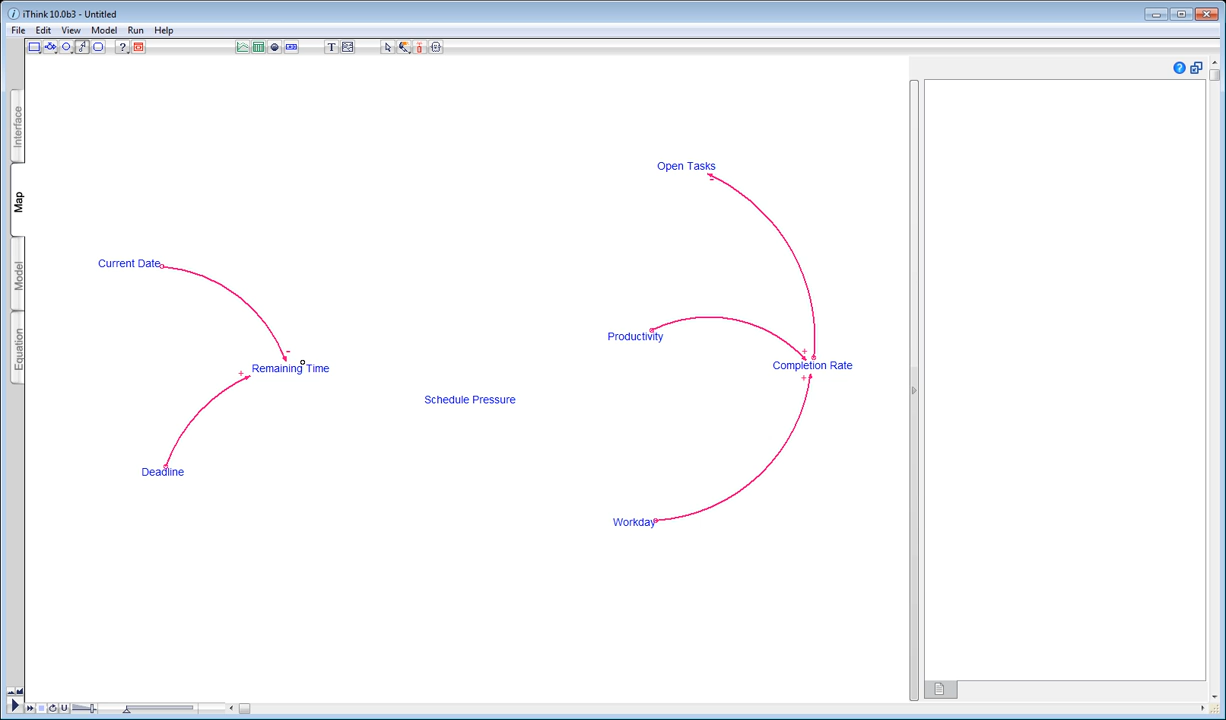 iThink 10.0b3 - Untitled
File Edit View Model Run Help
? T
Interface
Map
Model
Equation
Open Tasks
-
Current Date
Productivity
+
-
Remaining Time
Completion Rate
+
+
Schedule Pressure
Deadline
Workday
U